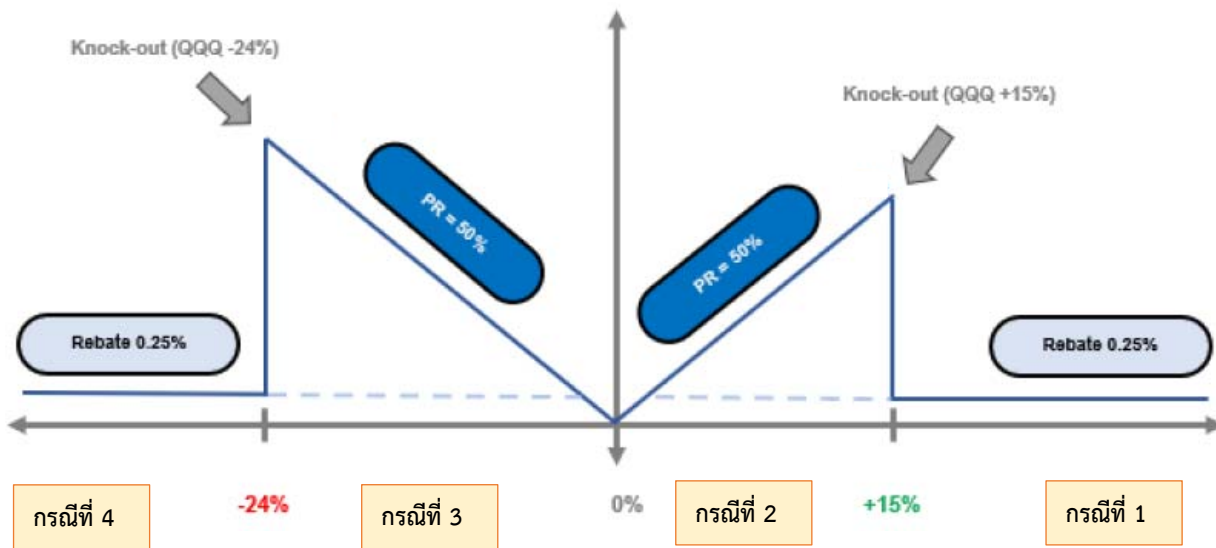 Knock-out (QQQ -24%)
Knock-out (QQQ +15%)
PR = 50%
PR = 50%
Rebate 0.25%
Rebate 0.25%
กรณีที่ 4
-24%
กรณีที่ 3
0%
กรณีที่ 2
+15%
กรณีที่ 1